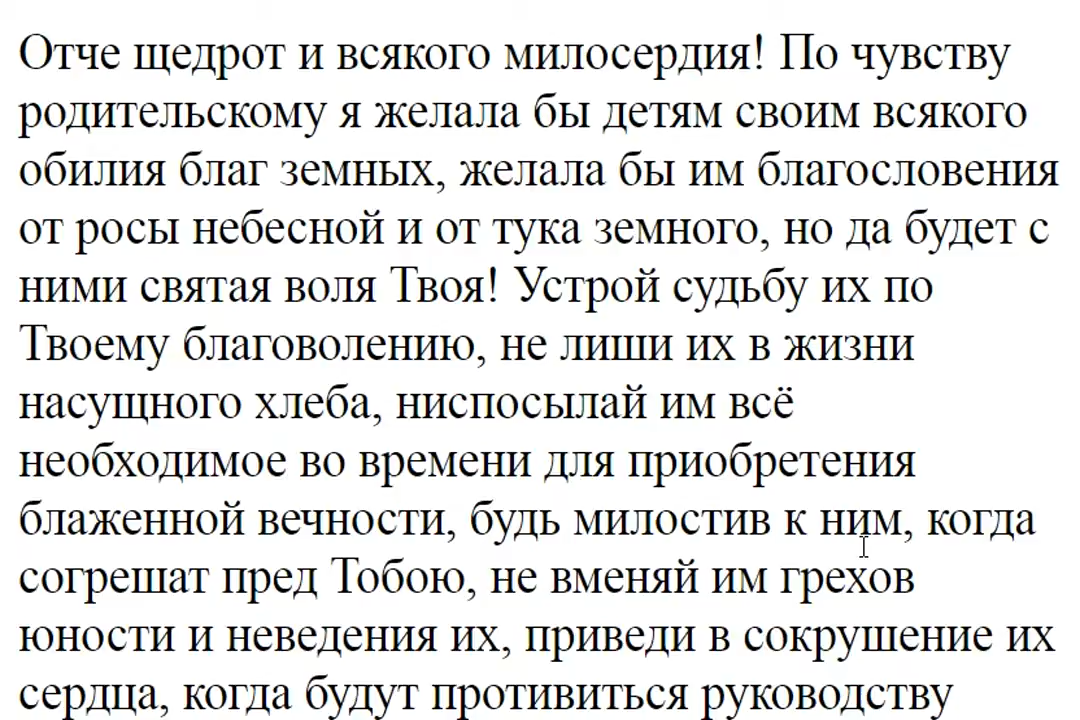 Отче щедрот и всякого милосердия! По чувству
родительскому я желала бы детям своим всякого
обилия благ земных, желала бы им благословения
от росы небесной и от тука земного, но да будет с
ними святая воля Твоя! Устрой судьбу их по
Твоему благоволению, не лиши их в жизни
насущного хлеба, ниспосылай им всё
необходимое во времени для приобретения
блаженной вечности, будь милостив к ним, когда
согрешат пред Тобою, не вменяй им грехов
юности и неведения их, приведи в сокрушение их
сердца, когда будут противиться руководству